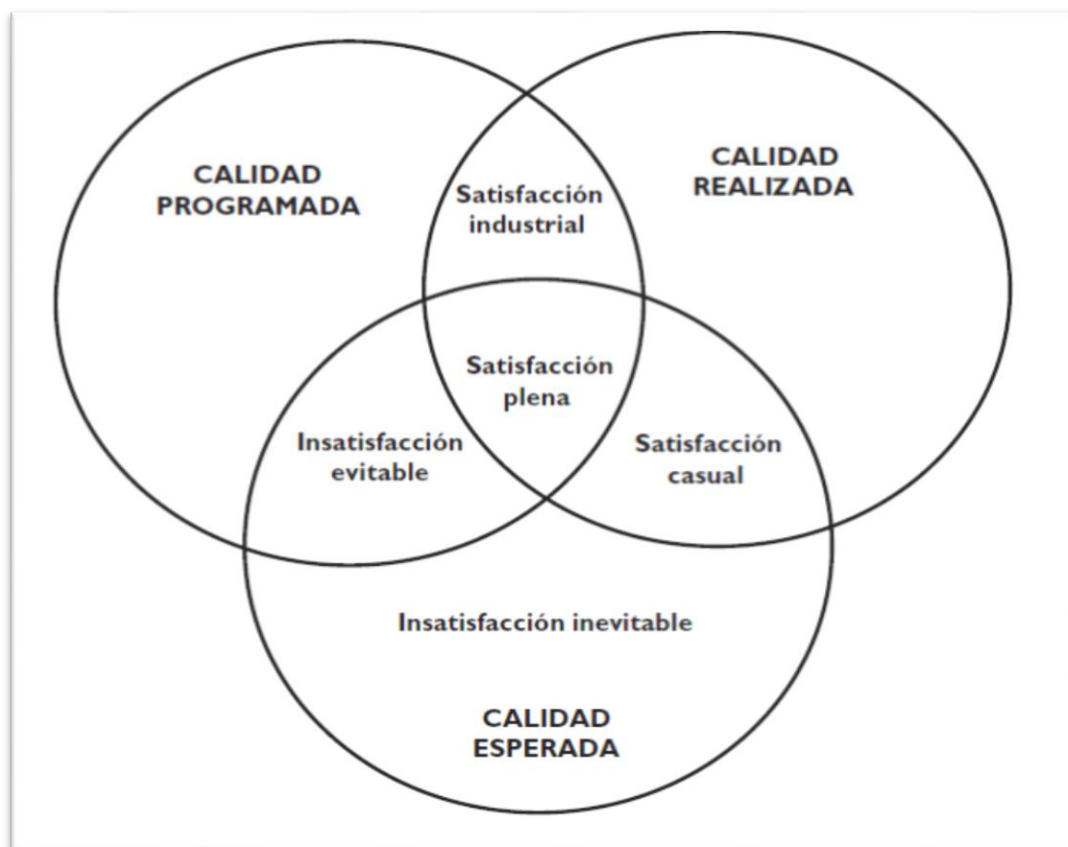 CALIDAD
PROGRAMADA
CALIDAD
REALIZADA
Satisfacción
industrial
Satisfacción
plena
Insatisfacción
evitable
Satisfacción
casual
Insatisfacción inevitable
CALIDAD
ESPERADA